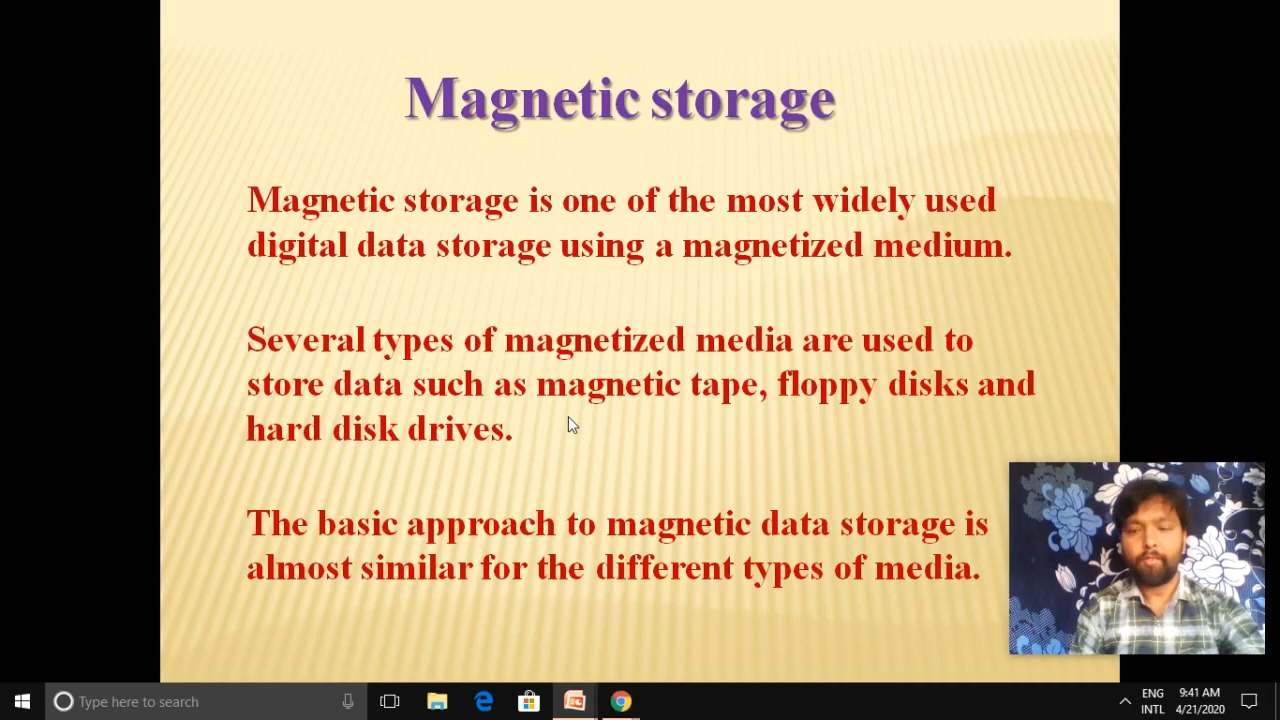 Magnetic storage
Magnetic storage is one of the most widely used
digital data storage using a magnetized medium.
Several types of magnetized media are used to
store data such as magnetic tape, floppy disks and
hard disk drives.
The basic approach to magnetic data storage is
almost similar for the different types of media.
Type here to search
ENG
INTL
9:41 AM
4/21/2020